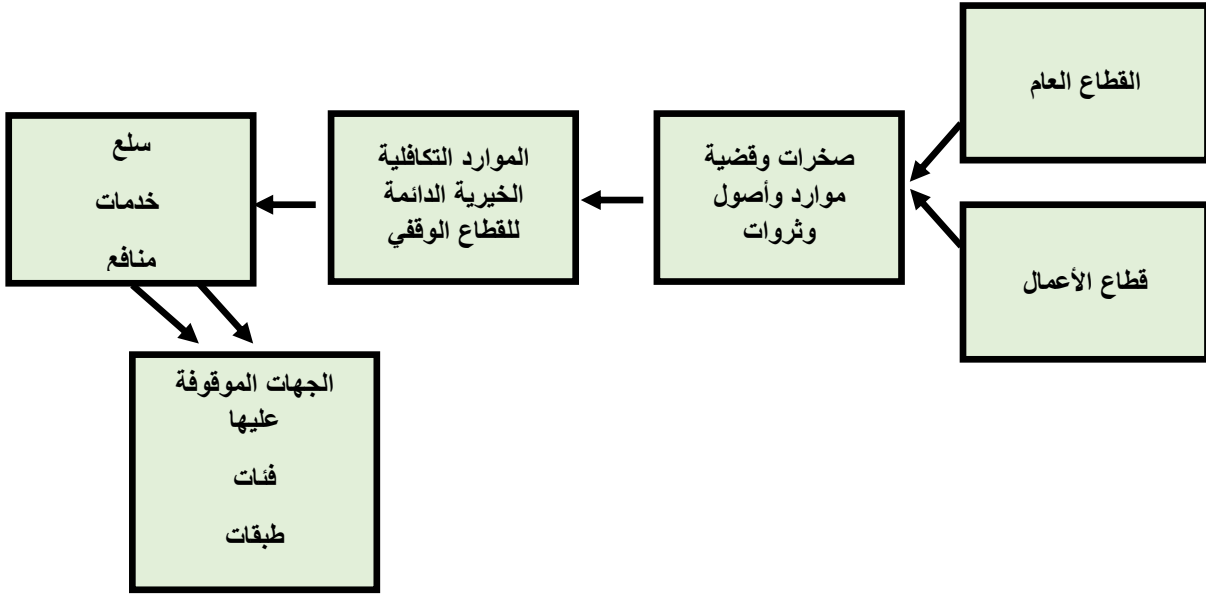 القطاع العام
قطاع الأعمال
صخرات وقضية
موارد وأصول
وثروات
الموارد التكافلية
الخيرية الدائمة
للقطاع الوقفي
سلع
خدمات
منافع
الجهات الموقوفة
عليها
فئات
طبقات